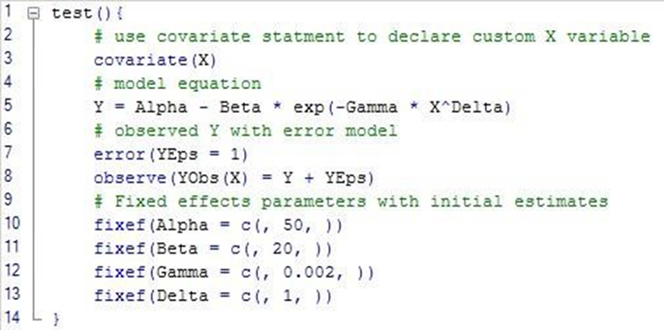 1 test(){
2 # use covariate statment to declare custom X variable
3 covariate(X)
4 # model equation
5 Y = Alpha - Beta * exp(-Gamma * X^Delta)
6 # observed Y with error model
7 error(YEps = 1)
8 observe(YObs(X) = Y + YEps)
9 # Fixed effects parameters with initial estimates
10 fixef(Alpha = c(, 50, ))
11 fixef(Beta = c(, 20, ))
12 fixef(Gamma = c(, 0.002, ))
13 fixef(Delta = c(, 1, ))
14 }